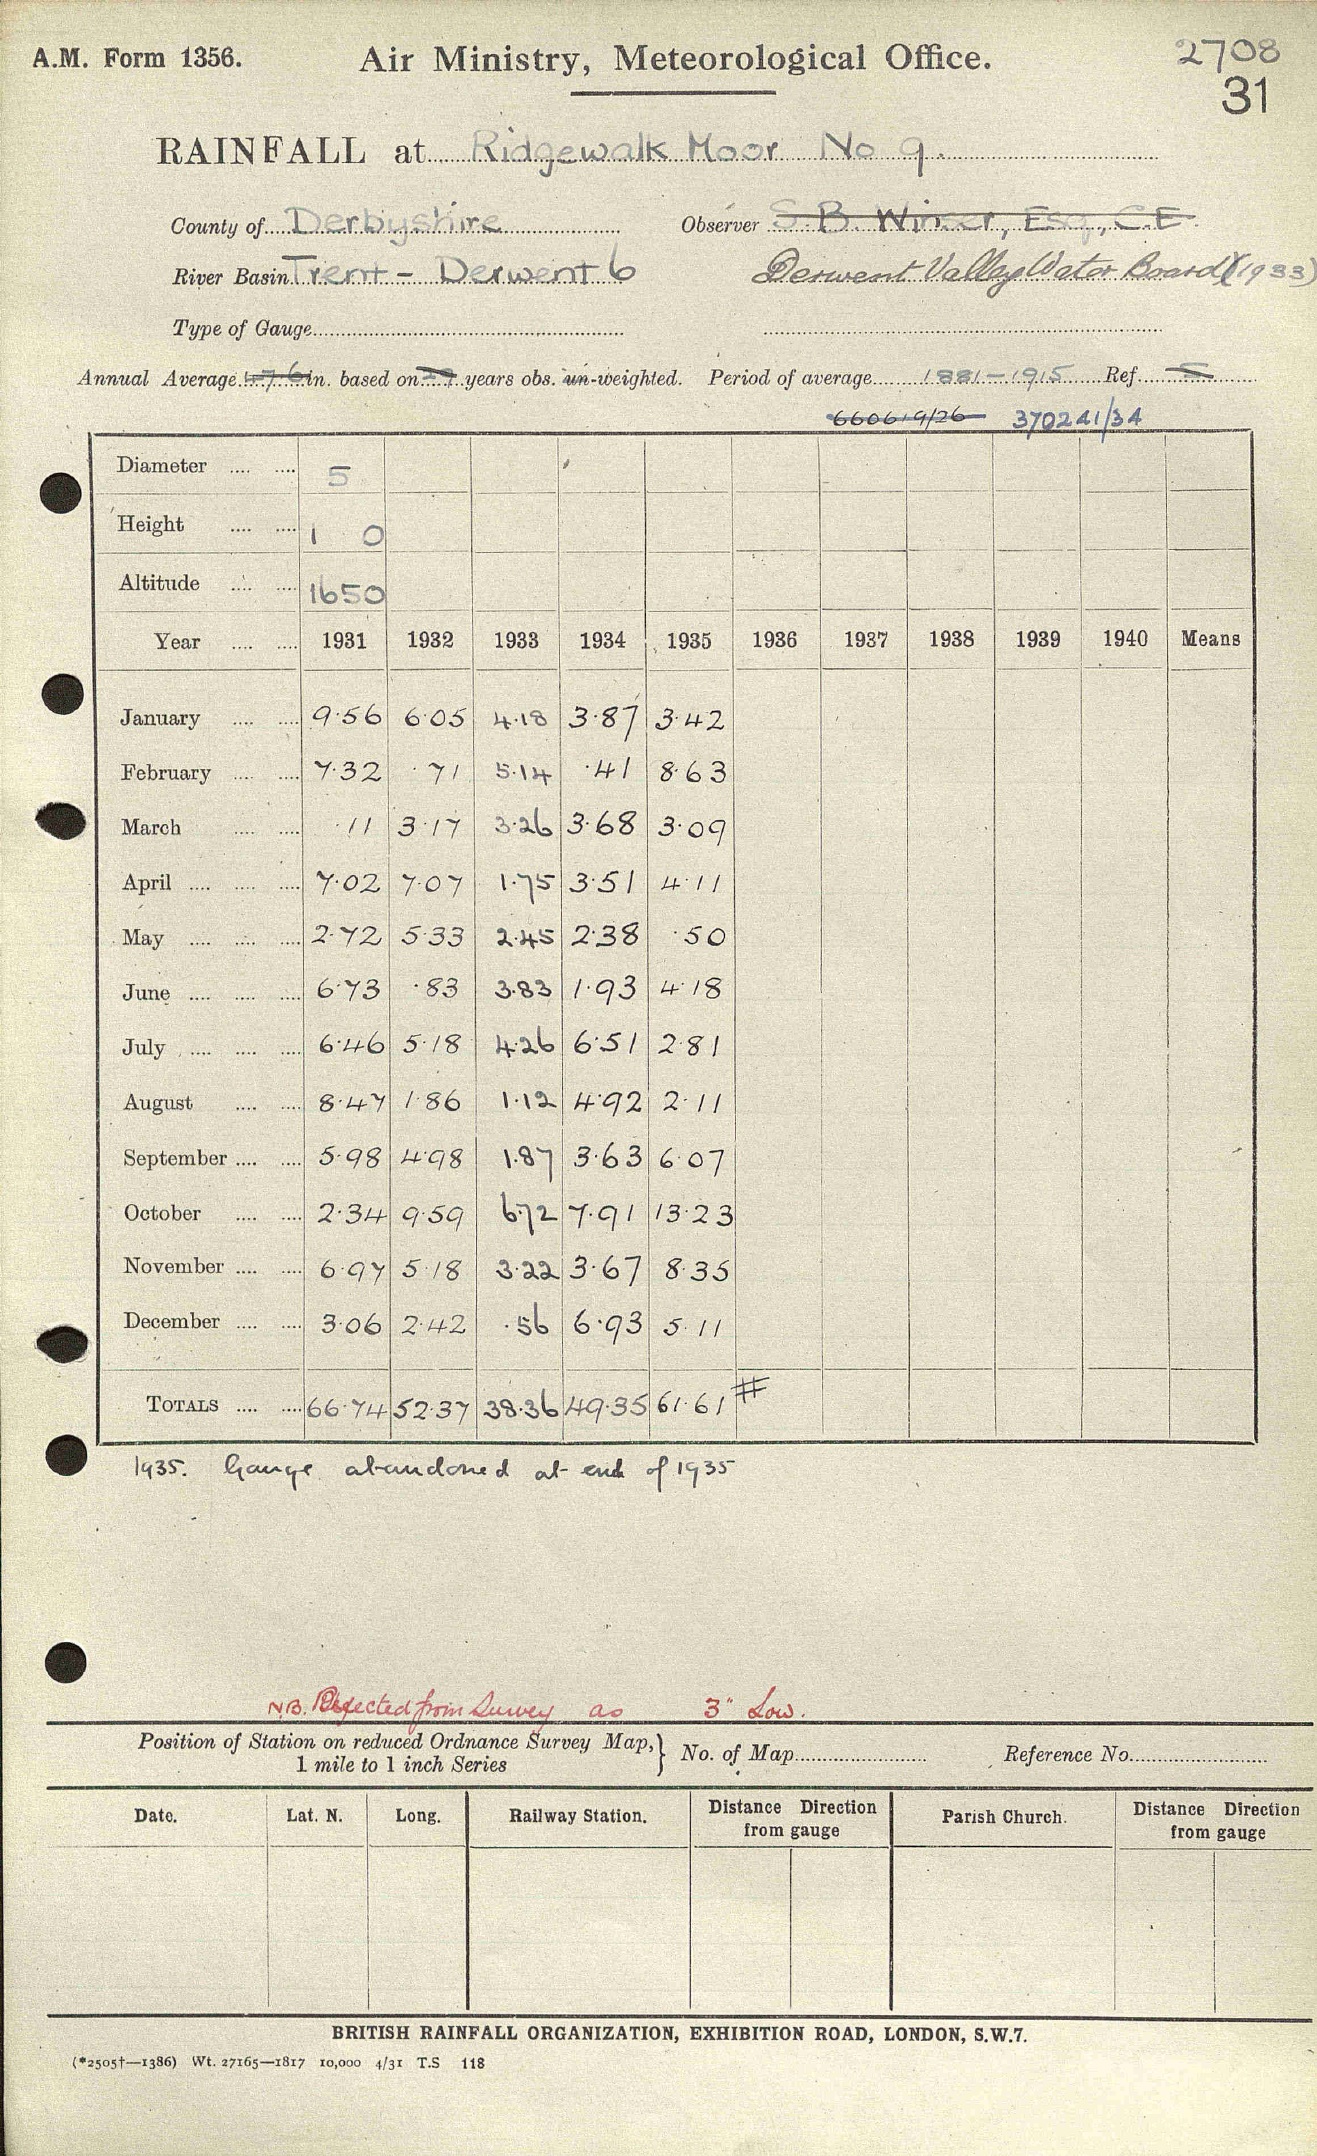 A.M. Form 1356.
Air Ministry, Meteorological Office.
2708
31
RAINFALL at Ridgewalk Moor No 9.
County of Derbyshire
Observer S.B. Winser, Esq., C.E.
River Basin Trent - Derwent 6
Derwent Valley Water Board (1933)
Type of Gauge
Annual Average 47.6 in. based on 29 years obs. un-weighted. Period of average 1881-1915 Ref. S
660619/26 370241/34
Diameter 5
Height 1 0
Altitude 1650
Year 1931 1932 1933 1934 1935 1936 1937 1938 1939 1940 Means
January 9.56 6.05 4.18 3.87 3.42
February 7.32 .71 5.14 .41 8.63
March .11 3.17 3.26 3.68 3.09
April 7.02 7.07 1.75 3.51 4.11
May 2.72 5.33 2.45 2.38 .50
June 6.73 .83 3.83 1.93 4.18
July 6.46 5.18 4.26 6.51 2.81
August 8.47 1.86 1.12 4.92 2.11
September 5.98 4.98 1.87 3.63 6.07
October 2.34 9.59 6.72 7.91 13.23
November 6.97 5.18 3.22 3.67 8.35
December 3.06 2.42 .56 6.93 5.11
TOTALS 66.74 52.37 38.36 49.35 61.61 #
1935. Gauge abandoned at end of 1935
N.B. Rejected from Survey as 3" Low.
Position of Station on reduced Ordnance Survey Map, } No. of Map Reference No.
1 mile to 1 inch Series
Date. Lat. N. Long. Railway Station. Distance Direction Parish Church. Distance Direction
from gauge from gauge
BRITISH RAINFALL ORGANIZATION, EXHIBITION ROAD, LONDON, S.W.7.
(*2505†—1386) Wt. 27165—1817 10,000 4/31 T.S 118